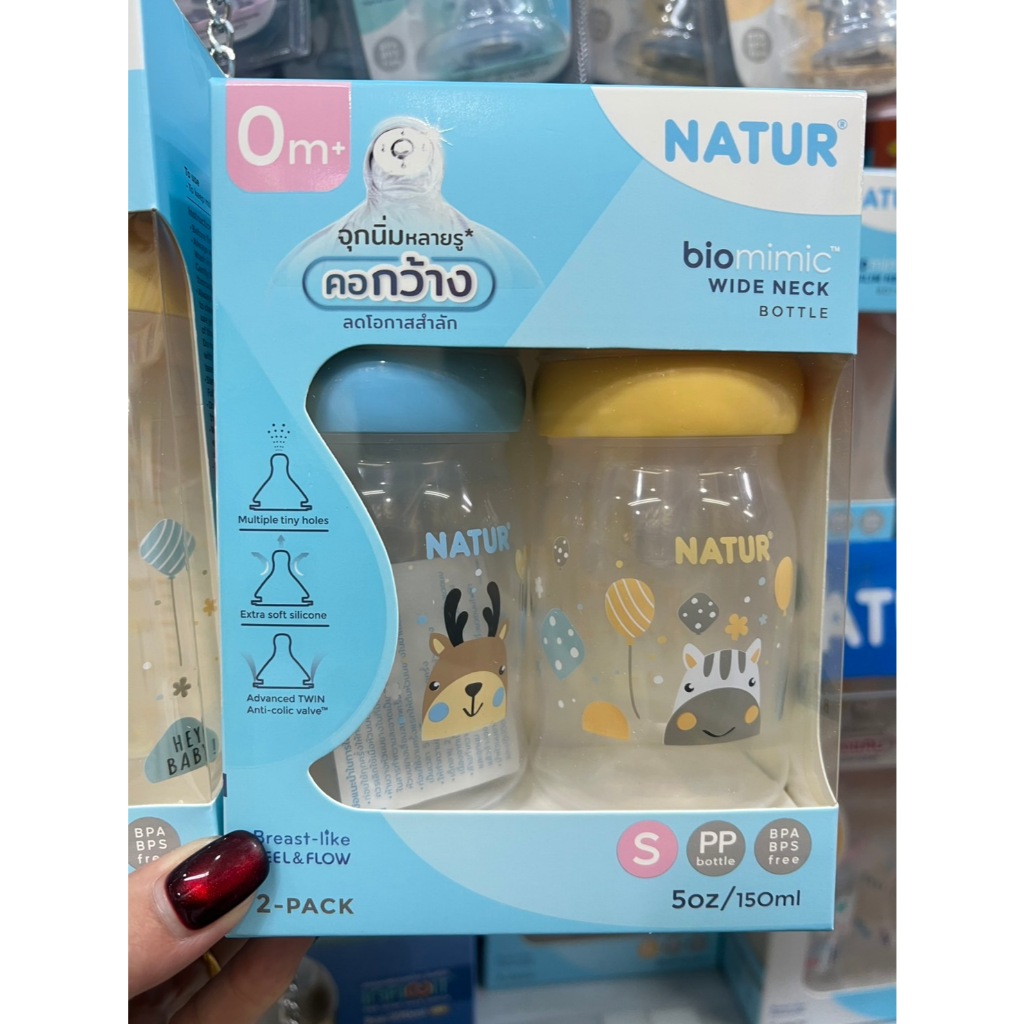 0m+
NATUR®
จุกนิ่มหลายรู*
คอกว้าง
ลดโอกาสสำลัก
biomimic™
WIDE NECK
BOTTLE
Multiple tiny holes
Extra soft silicone
Advanced TWIN
Anti-colic valve™
NATUR®
NATUR®
HEY
BABY!
BPA
BPS
free
Breast-like
FEEL & FLOW
2-PACK
S
PP
bottle
BPA
BPS
free
5oz/150ml